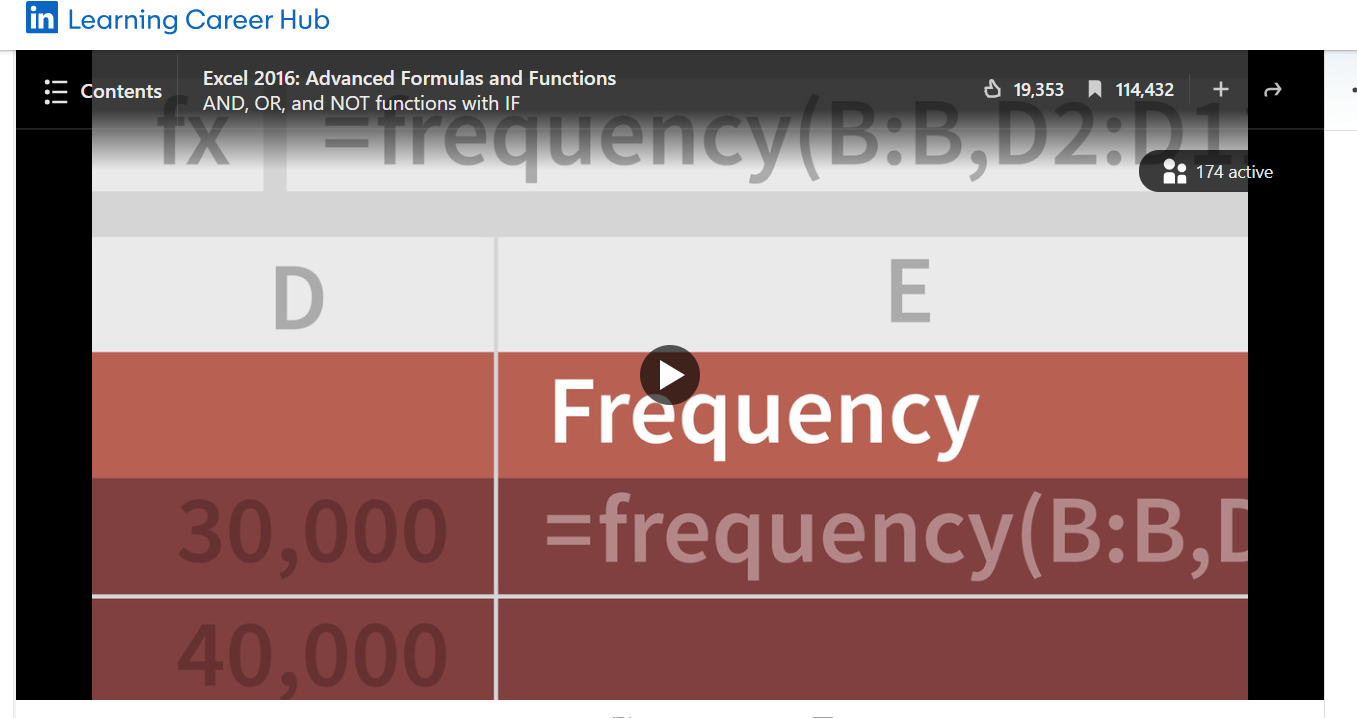 in Learning Career Hub
Contents
Excel 2016: Advanced Formulas and Functions
AND, OR, and NOT functions with IF
19,353
114,432
fx
=frequency(B:B,D2:D1
174 active
D
E
Frequency
30,000
=frequency(B:B,D
40,000